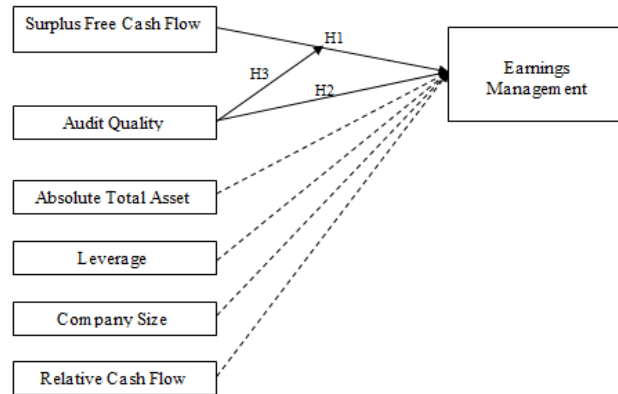 Surplus Free Cash Flow
H1
Earnings
Management
H3
H2
Audit Quality
Absolute Total Asset
Leverage
Company Size
Relative Cash Flow